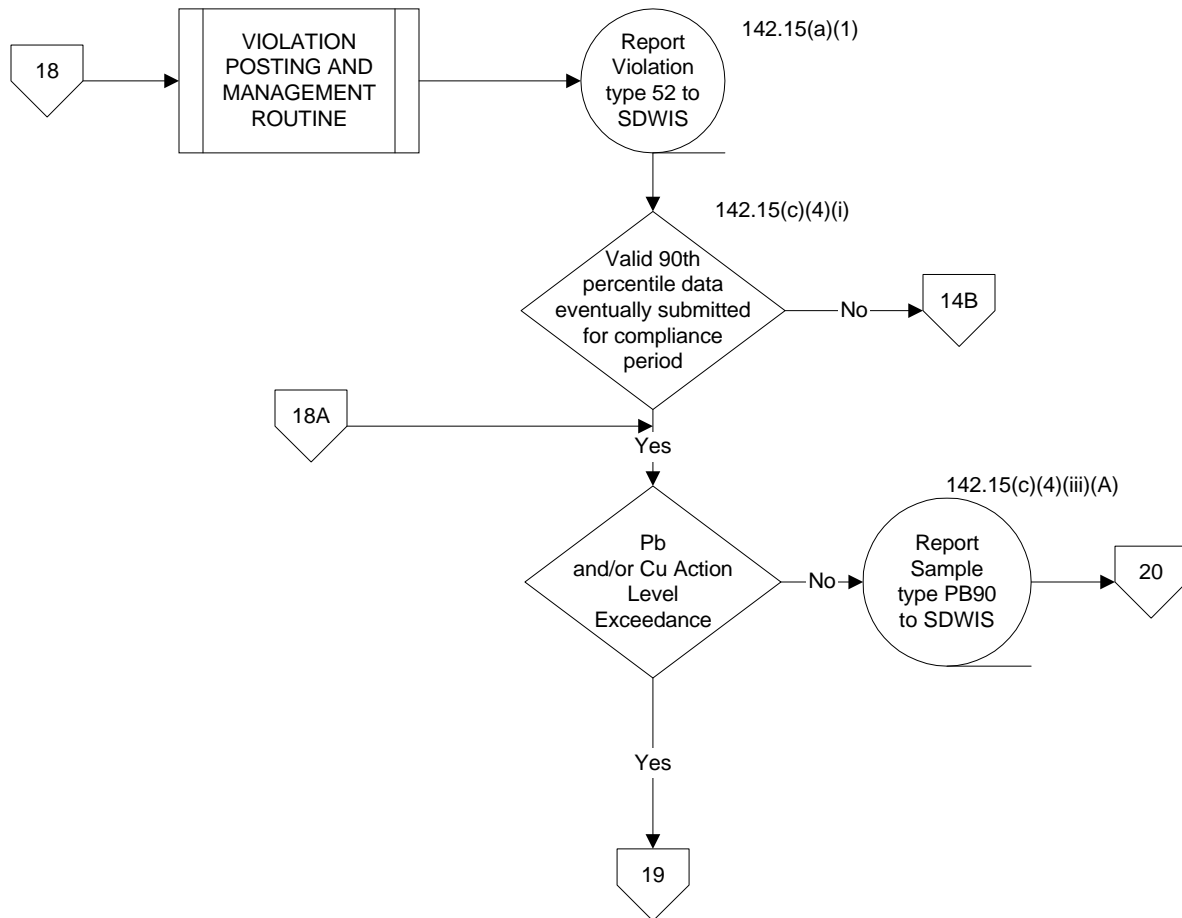 18
VIOLATION
POSTING AND
MANAGEMENT
ROUTINE
Report
Violation
type 52 to
SDWIS
142.15(a)(1)
142.15(c)(4)(i)
Valid 90th
percentile data
eventually submitted
for compliance
period
No
14B
18A
Yes
142.15(c)(4)(iii)(A)
Pb
and/or Cu Action
Level
Exceedance
No
Report
Sample
type PB90
to SDWIS
20
Yes
19